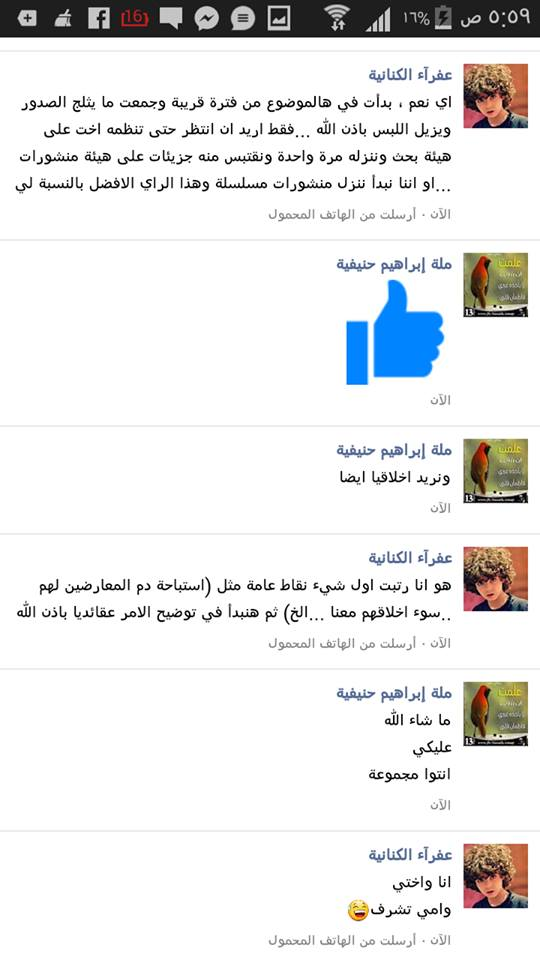 16
١٦%
٥:٥٩ ص
عفرآء الكنانية
اي نعم ، بدأت في هالموضوع من فترة قريبة وجمعت ما يثلج الصدور
ويزيل اللبس باذن الله ...فقط اريد ان انتظر حتى تنظمه اخت على
هيئة بحث وننزله مرة واحدة ونقتبس منه جزيئات على هيئة منشورات
...او اننا نبدأ ننزل منشورات مسلسلة وهذا الراي الافضل بالنسبة لي
الآن · أرسلت من الهاتف المحمول
ملة إبراهيم حنيفية
الآن
ملة إبراهيم حنيفية
ونريد اخلاقيا ايضا
الآن
عفرآء الكنانية
هو انا رتبت اول شيء نقاط عامة مثل (استباحة دم المعارضين لهم
..سوء اخلاقهم معنا ...الخ) ثم هنبدأ في توضيح الامر عقائديا باذن الله
الآن · أرسلت من الهاتف المحمول
ملة إبراهيم حنيفية
ما شاء الله
عليكي
انتوا مجموعة
الآن
عفرآء الكنانية
انا واختي
وامي تشرف😅
الآن · أرسلت من الهاتف المحمول